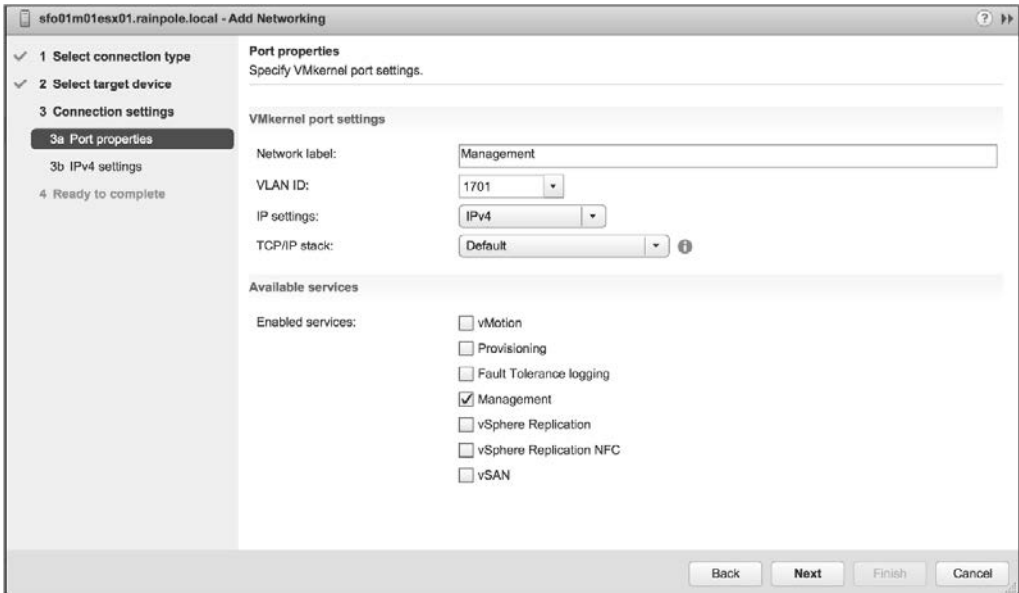 sfo01m01esx01.rainpole.local - Add Networking
1 Select connection type
2 Select target device
3 Connection settings
3a Port properties
3b IPv4 settings
4 Ready to complete
Port properties
Specify VMkernel port settings.
VMkernel port settings
Network label: Management
VLAN ID: 1701
IP settings: IPv4
TCP/IP stack: Default
Available services
Enabled services: vMotion
Provisioning
Fault Tolerance logging
Management
vSphere Replication
vSphere Replication NFC
vSAN
Back Next Finish Cancel